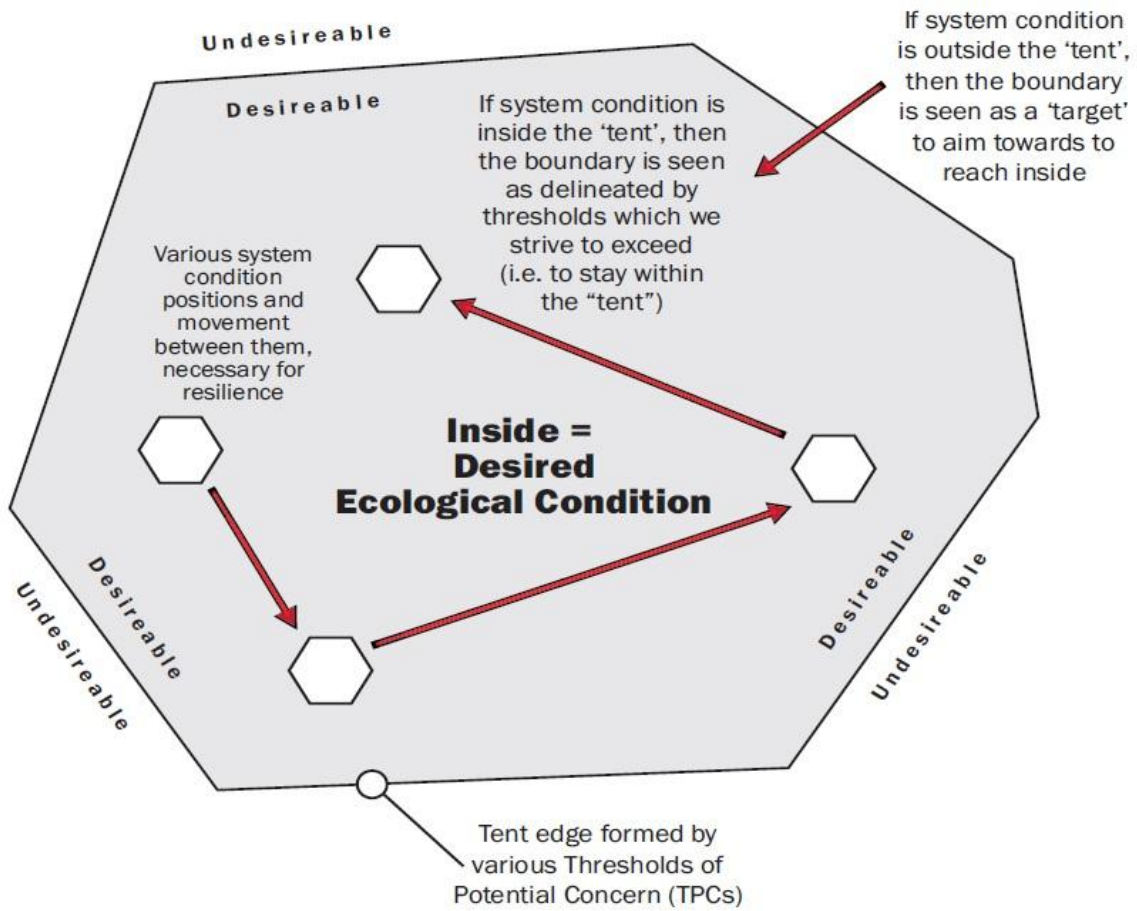 Undesireable
Desireable
If system condition
is outside the ‘tent’,
then the boundary
is seen as a ‘target’
to aim towards to
reach inside
If system condition is
inside the ‘tent’, then
the boundary is seen
as delineated by
thresholds which we
strive to exceed
(i.e. to stay within
the “tent”)
Various system
condition
positions and
movement
between them,
necessary for
resilience
Inside =
Desired
Ecological Condition
Desireable
Undesireable
Desireable
Undesireable
Tent edge formed by
various Thresholds of
Potential Concern (TPCs)